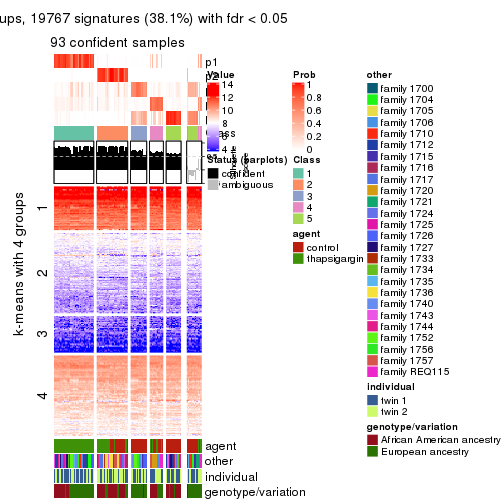 ups, 19767 signatures (38.1%) with fdr < 0.05
93 confident samples
p1
Value
14
12
10
8
6
4
Prob
1
0.8
0.6
0.4
0.2
0
Status (barplots)
confident
ambiguous
Class
1
2
3
4
5
agent
control
thapsigargin
other
family 1700
family 1704
family 1705
family 1706
family 1710
family 1712
family 1715
family 1716
family 1717
family 1720
family 1721
family 1724
family 1725
family 1726
family 1727
family 1733
family 1734
family 1735
family 1736
family 1740
family 1743
family 1744
family 1752
family 1756
family 1757
family REQ115
individual
twin 1
twin 2
genotype/variation
African American ancestry
European ancestry
k-means with 4 groups
1
2
3
4
agent
other
individual
genotype/variation